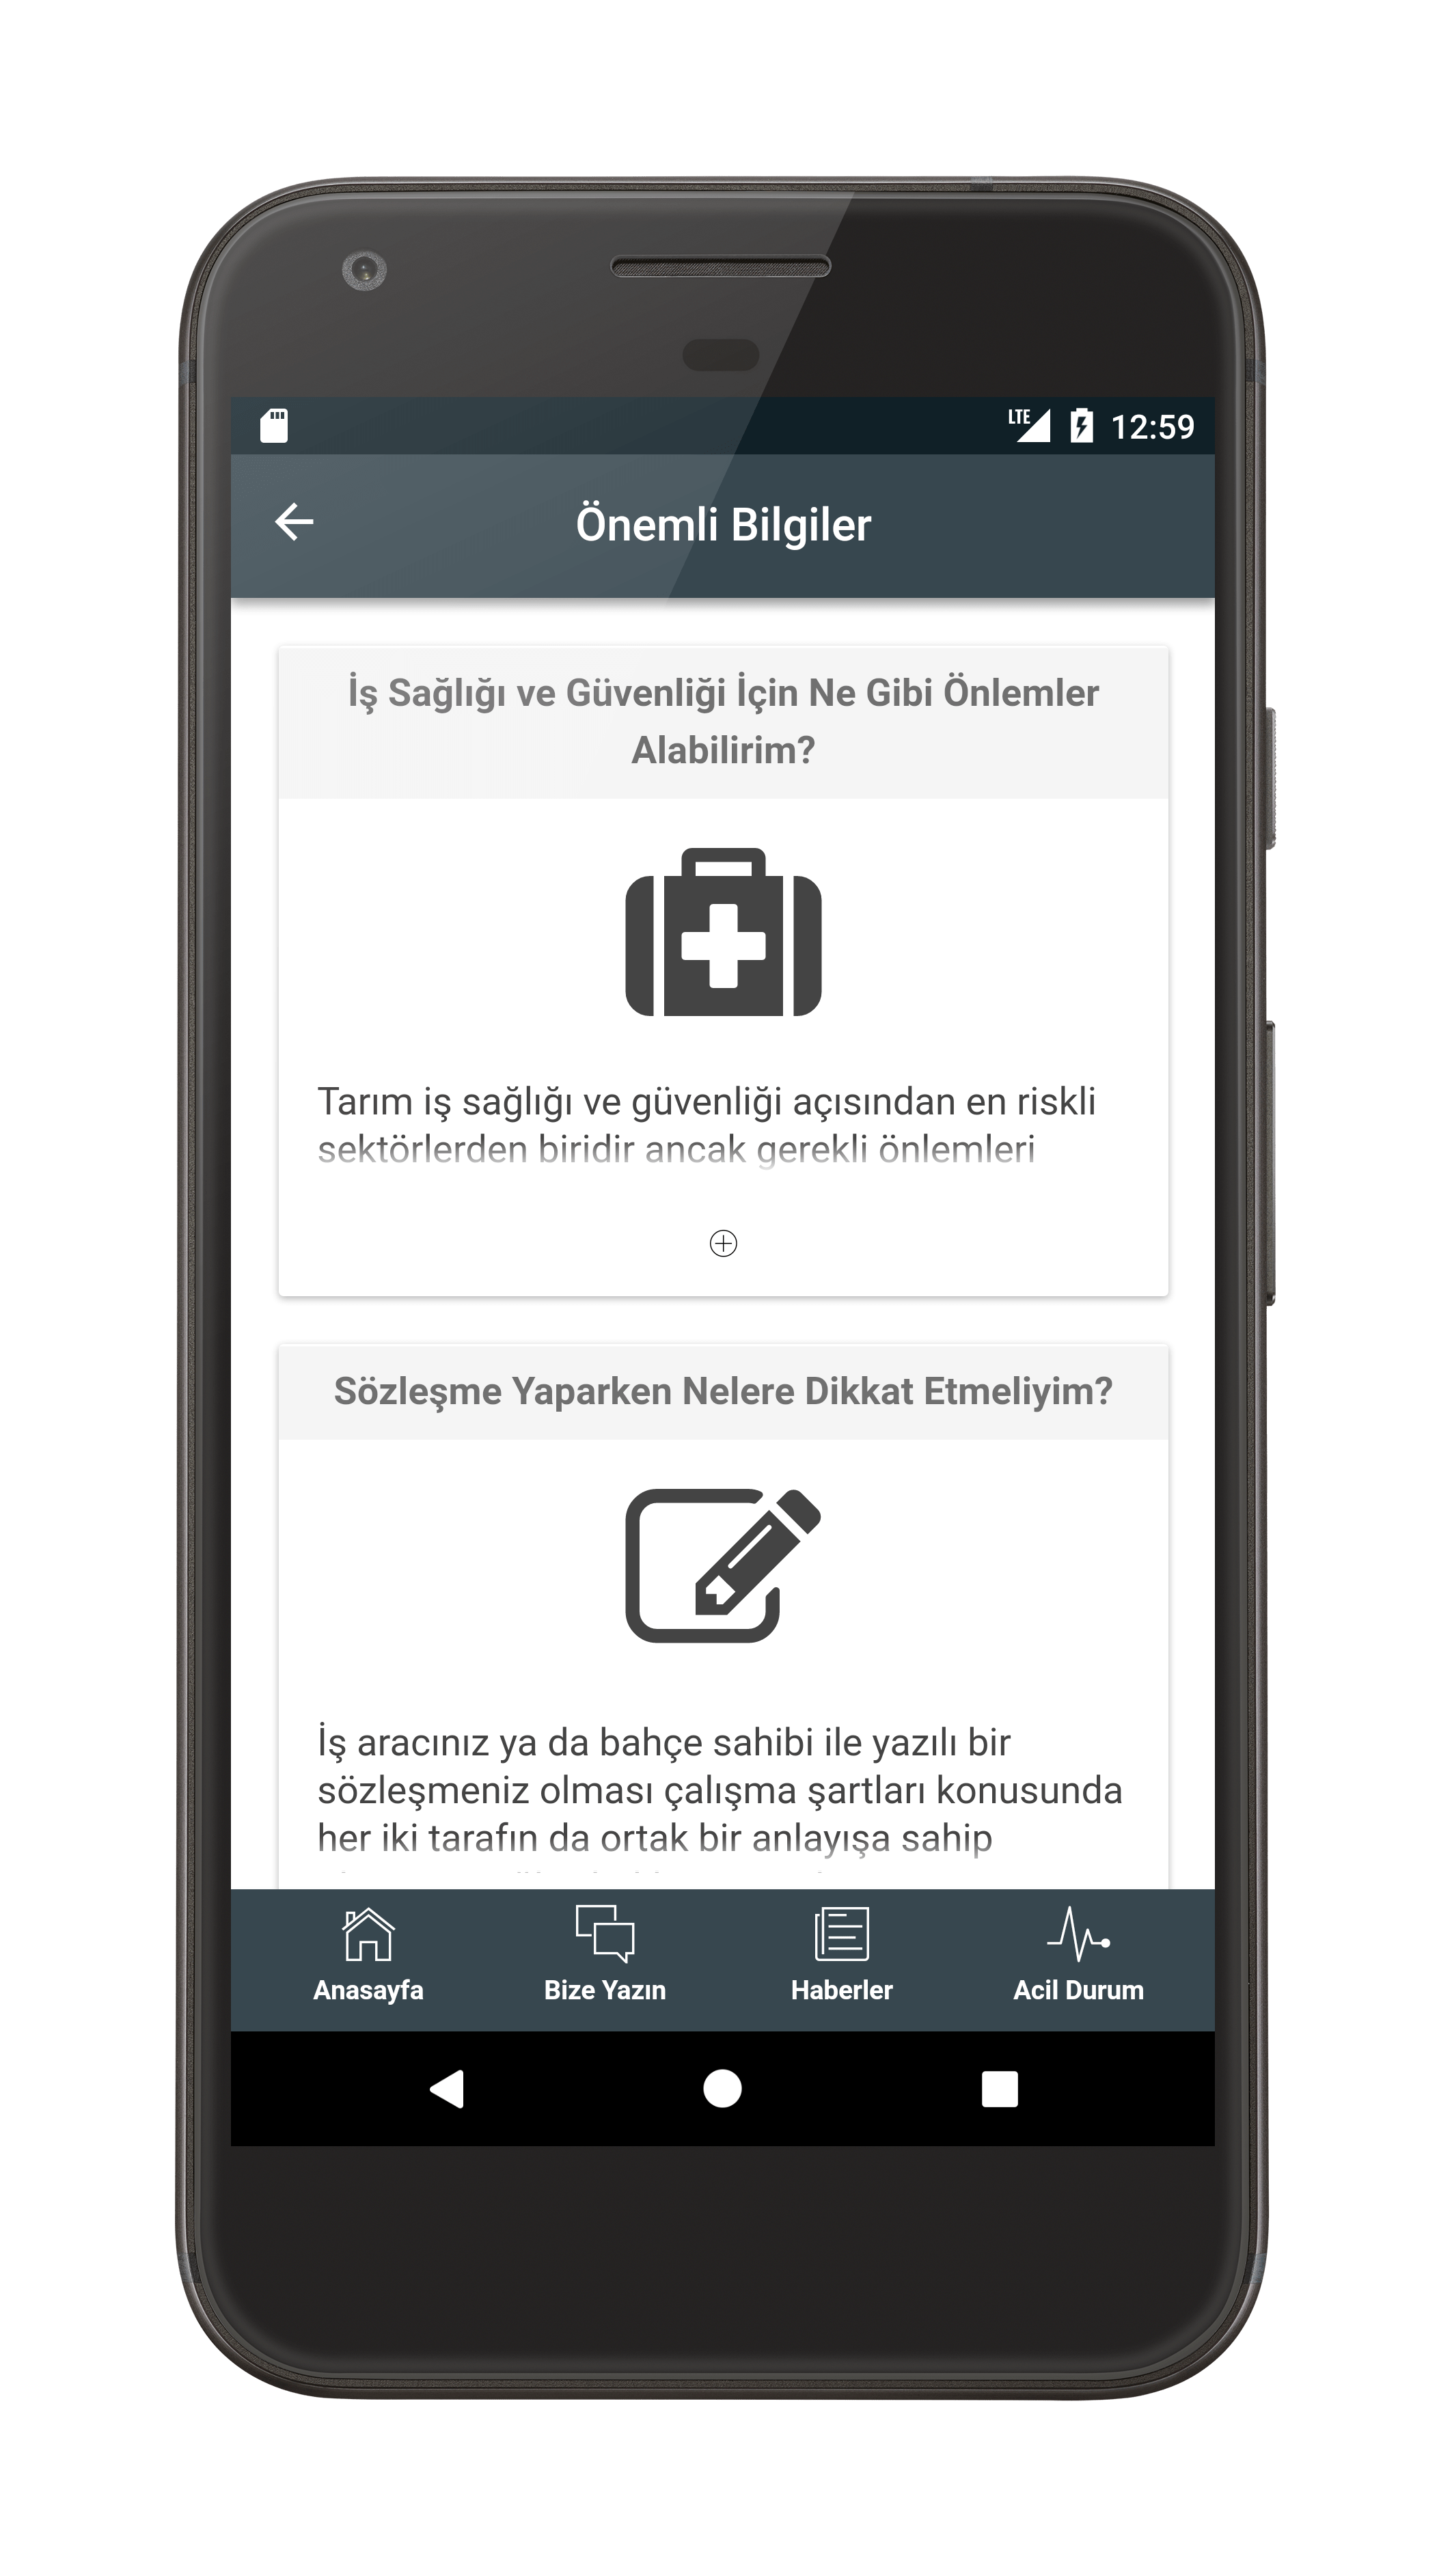 LTE 12:59
Önemli Bilgiler
İş Sağlığı ve Güvenliği İçin Ne Gibi Önlemler
Alabilirim?
Tarım iş sağlığı ve güvenliği açısından en riskli
sektörlerden biridir ancak gerekli önlemleri
Sözleşme Yaparken Nelere Dikkat Etmeliyim?
İş aracınız ya da bahçe sahibi ile yazılı bir
sözleşmeniz olması çalışma şartları konusunda
her iki tarafın da ortak bir anlayışa sahip
Anasayfa Bize Yazın Haberler Acil Durum